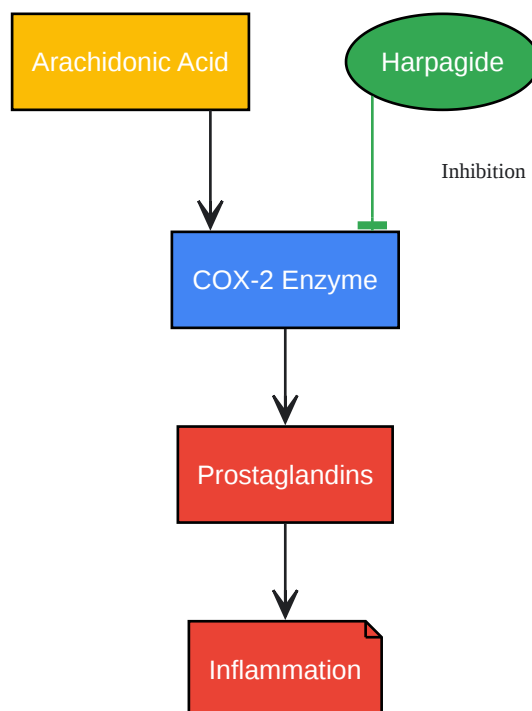 Arachidonic Acid
Harpagide
Inhibition
COX-2 Enzyme
Prostaglandins
Inflammation